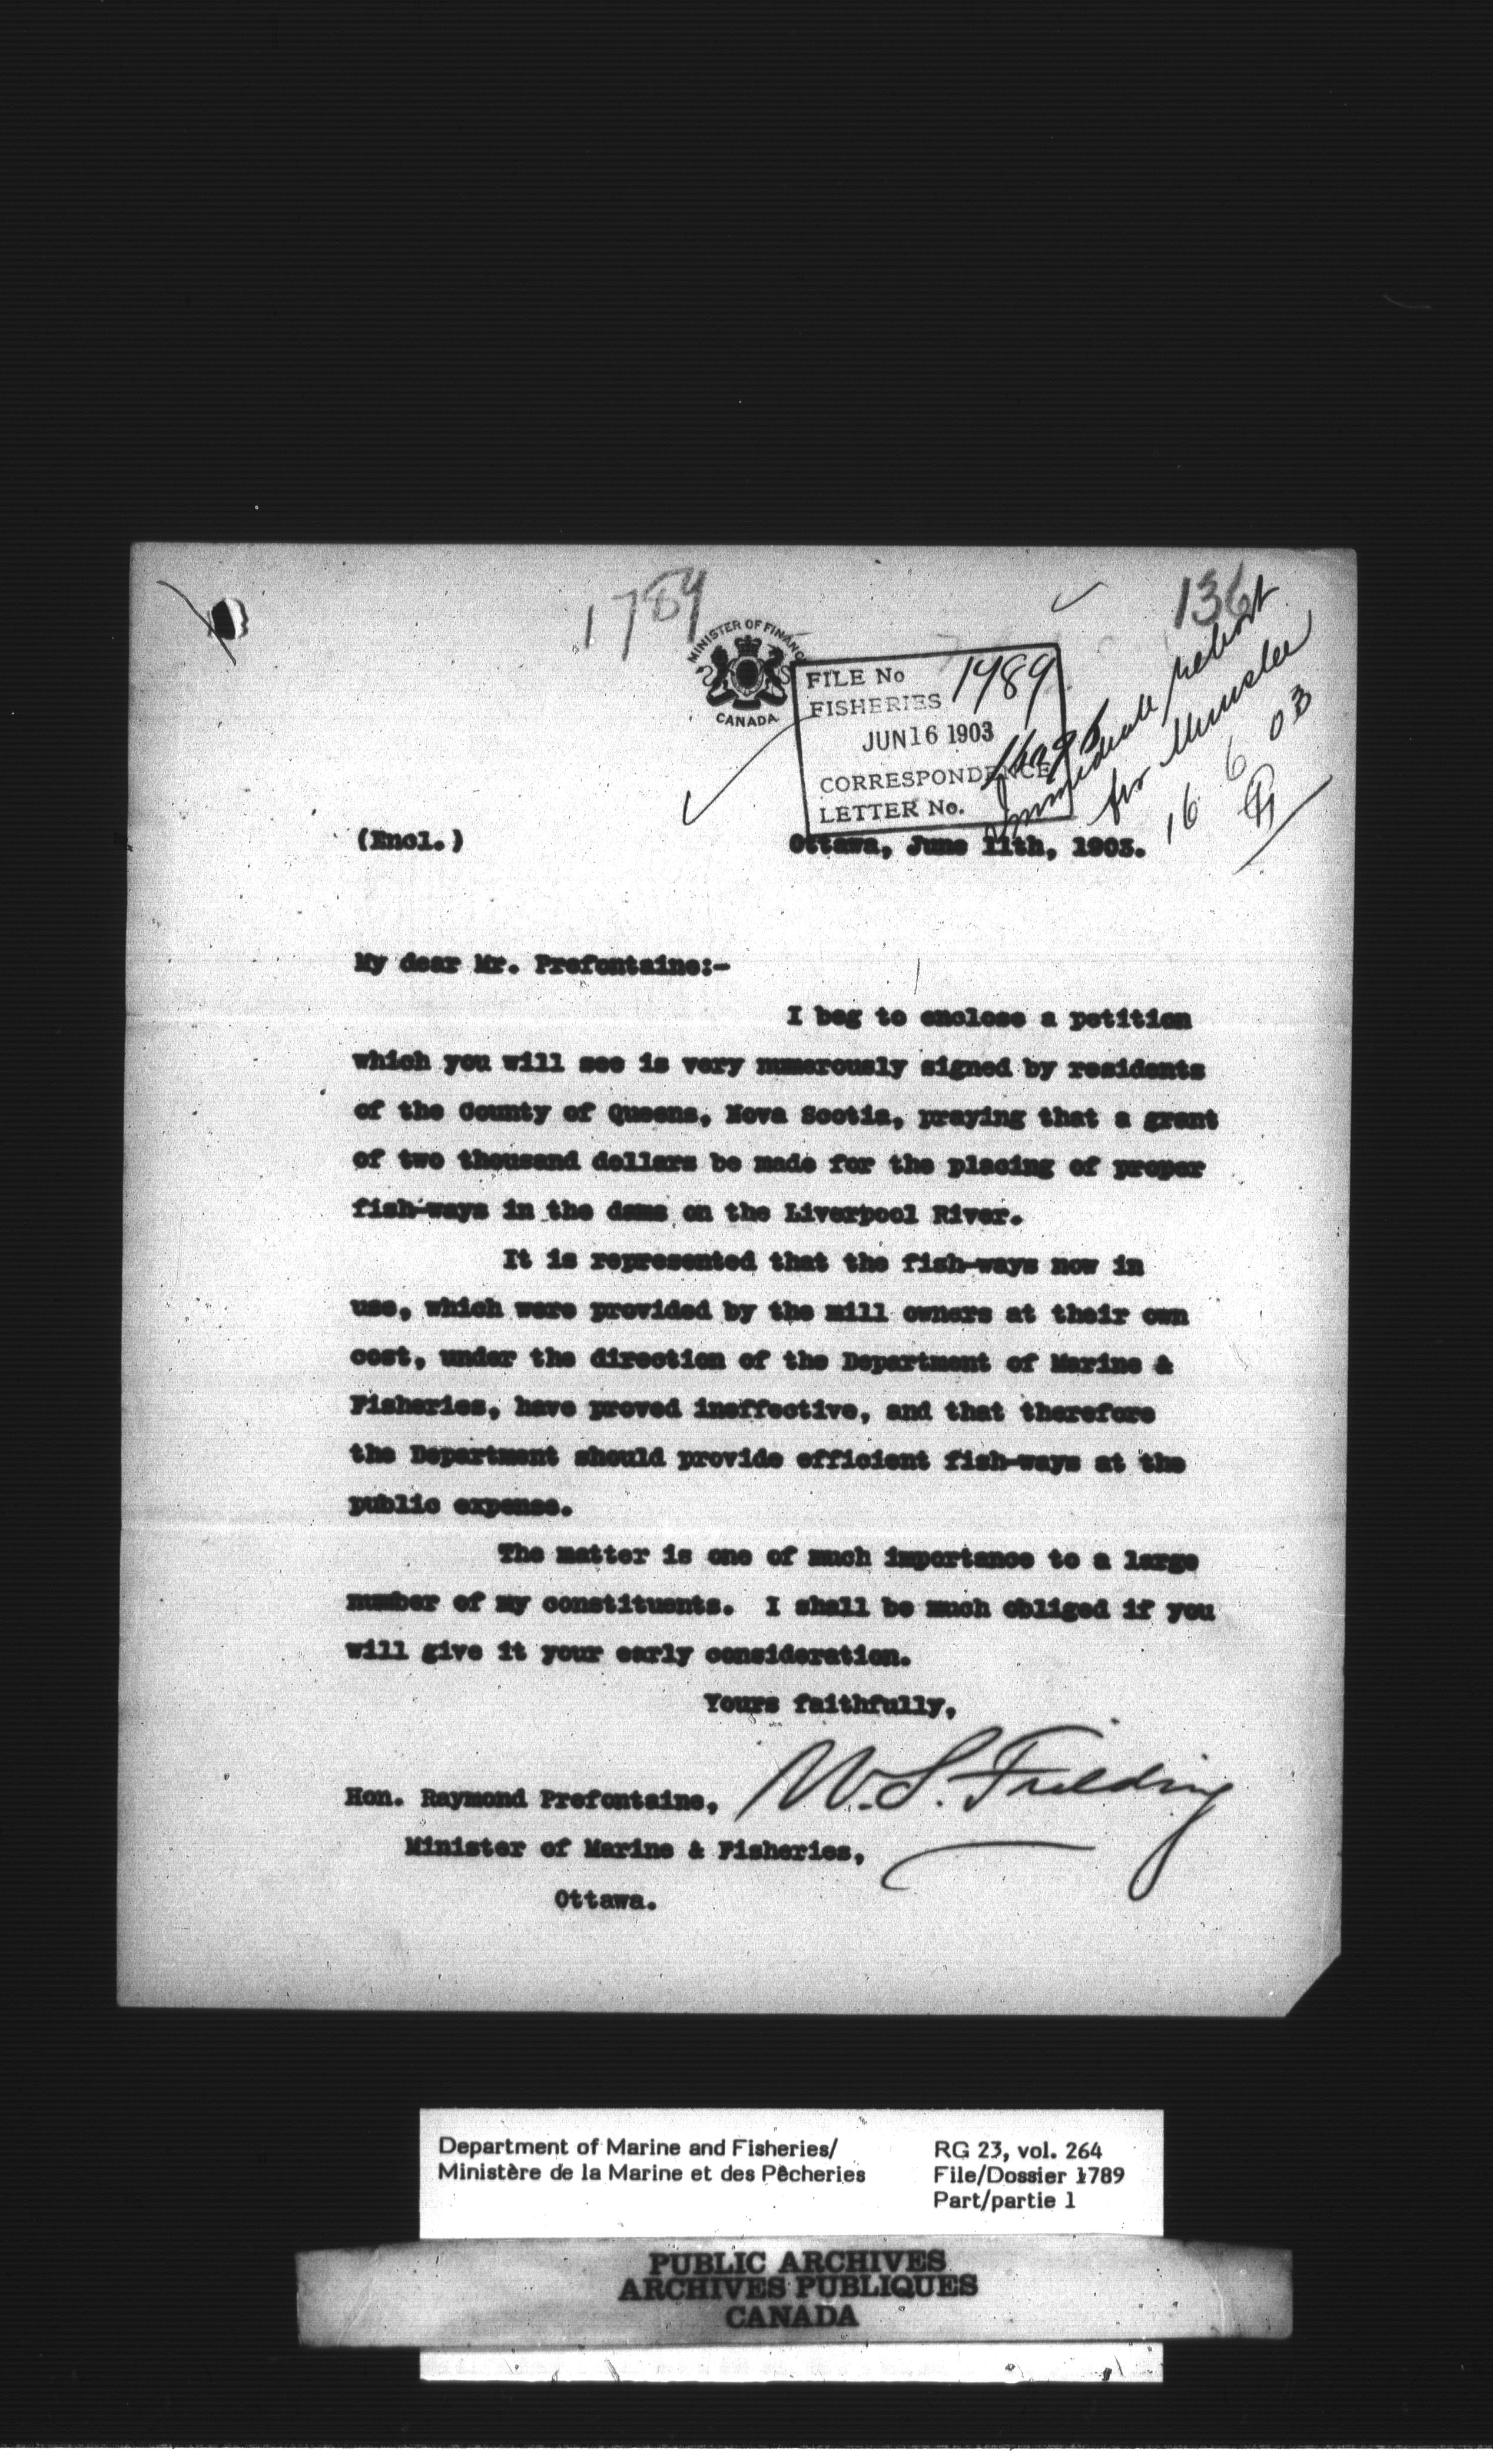 1789
136
MINISTER OF FINANCE
CANADA
FILE No 1789
FISHERIES
JUN 16 1903
CORRESPONDENCE
LETTER No.
Immediate report
for Minister
16 6 03
(Encl.)
Ottawa, June 11th, 1903.
My dear Mr. Prefontaine:-
I beg to enclose a petition
which you will see is very numerously signed by residents
of the County of Queens, Nova Scotia, praying that a grant
of two thousand dollars be made for the placing of proper
fish-ways in the dams on the Liverpool River.
It is represented that the fish-ways now in
use, which were provided by the mill owners at their own
cost, under the direction of the Department of Marine &
Fisheries, have proved ineffective, and that therefore
the Department should provide efficient fish-ways at the
public expense.
The matter is one of much importance to a large
number of my constituents. I shall be much obliged if you
will give it your early consideration.
Yours faithfully,
W. S. Fielding
Hon. Raymond Prefontaine,
Minister of Marine & Fisheries,
Ottawa.
Department of Marine and Fisheries/
Ministère de la Marine et des Pêcheries
RG 23, vol. 264
File/Dossier 1789
Part/partie 1
PUBLIC ARCHIVES
ARCHIVES PUBLIQUES
CANADA